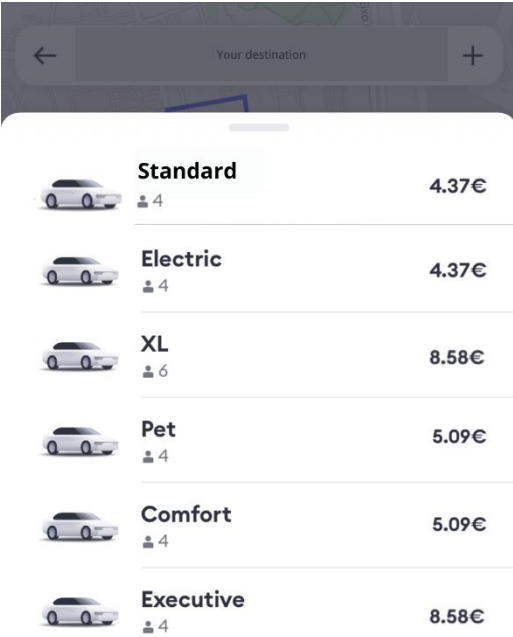 Your destination
Standard
4.37€
4
Electric
4.37€
4
XL
8.58€
6
Pet
5.09€
4
Comfort
5.09€
4
Executive
8.58€
4